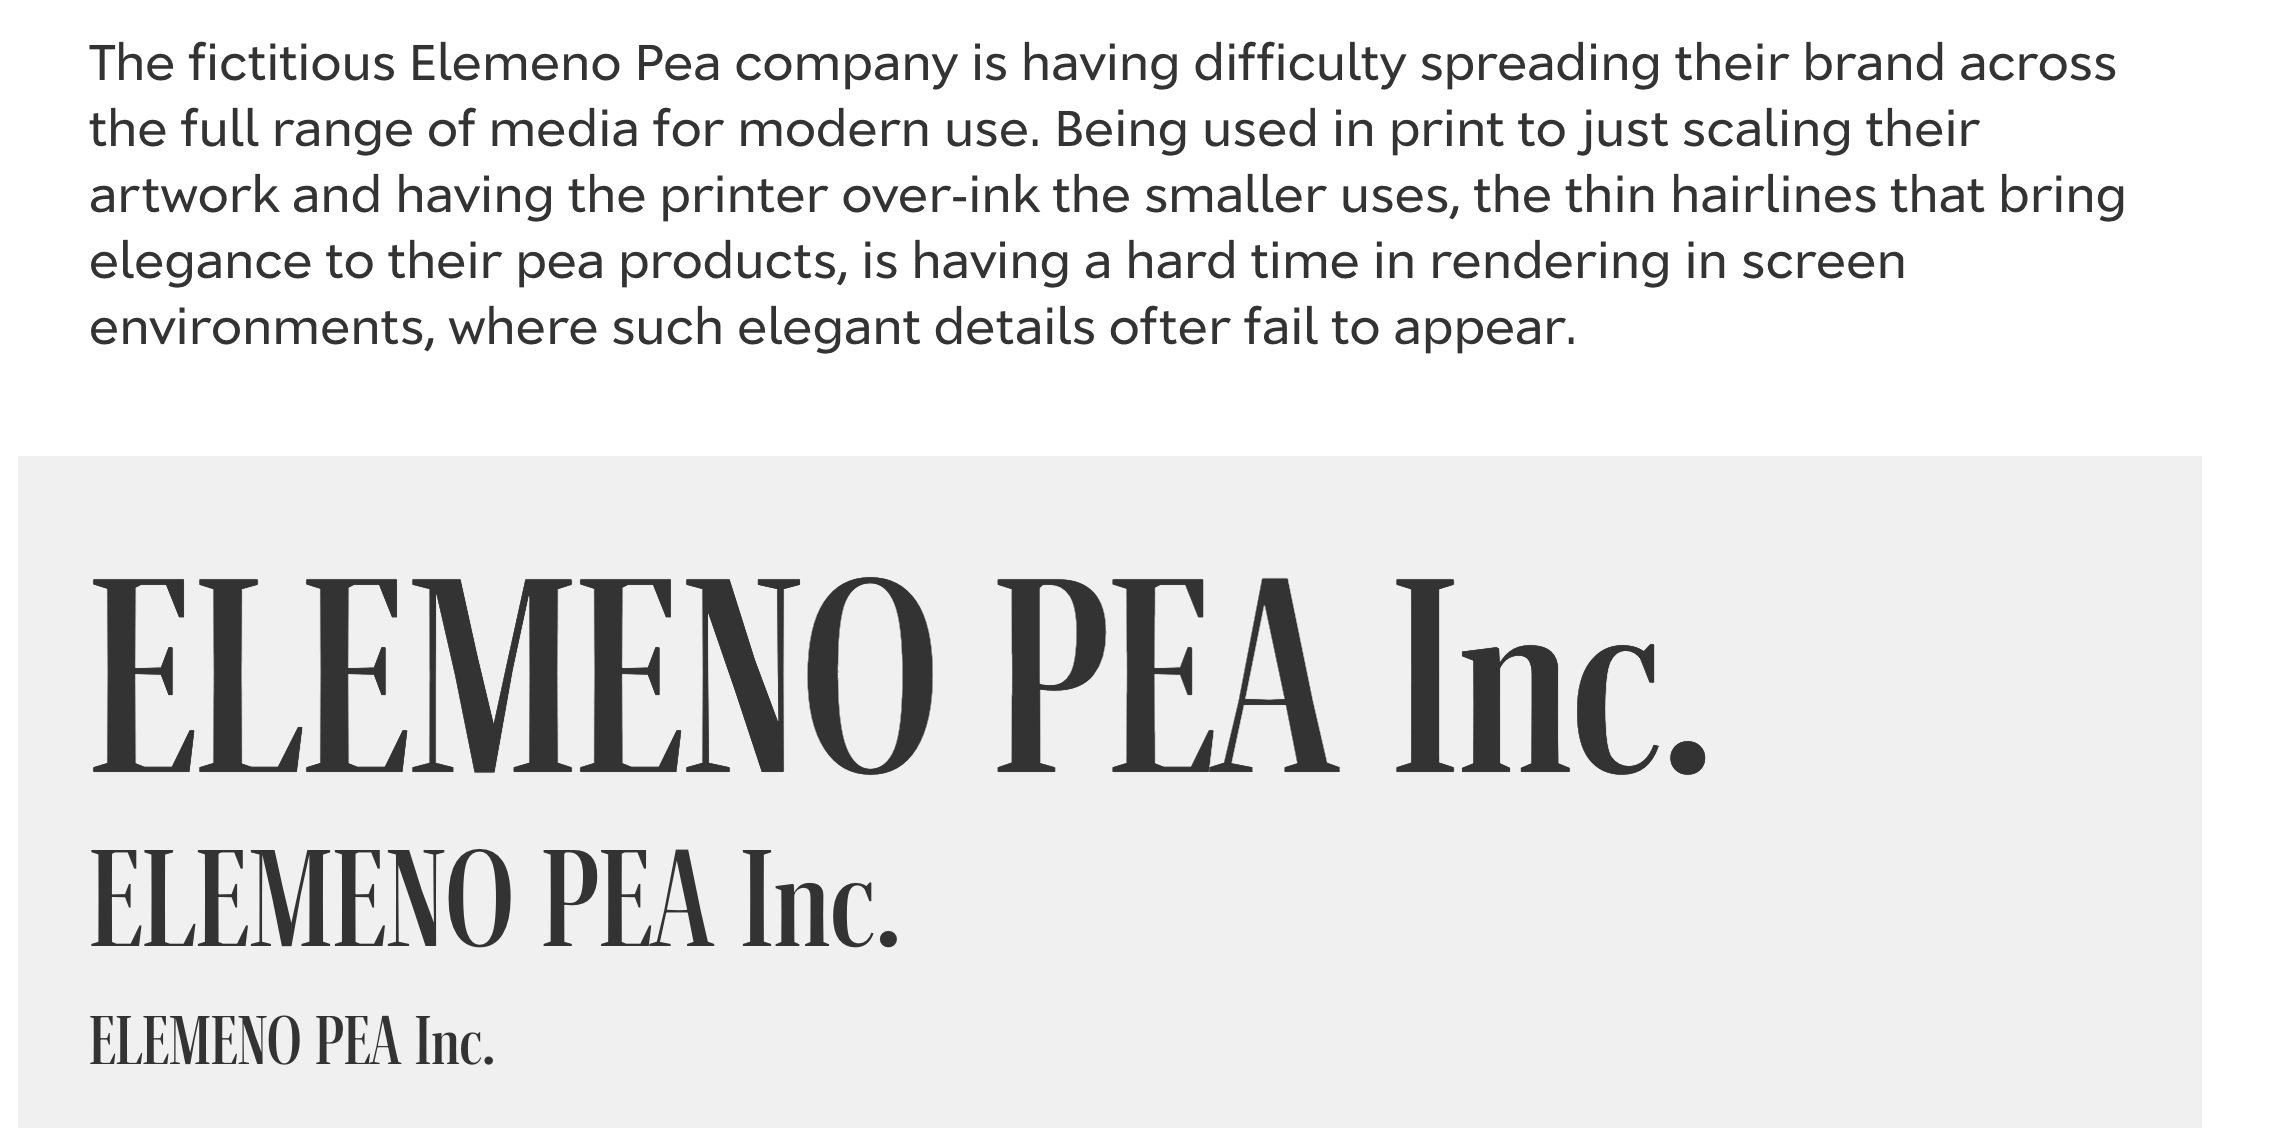 The fictitious Elemeno Pea company is having difficulty spreading their brand across
the full range of media for modern use. Being used in print to just scaling their
artwork and having the printer over-ink the smaller uses, the thin hairlines that bring
elegance to their pea products, is having a hard time in rendering in screen
environments, where such elegant details ofter fail to appear.
ELEMENO PEA Inc.
ELEMENO PEA Inc.
ELEMENO PEA Inc.